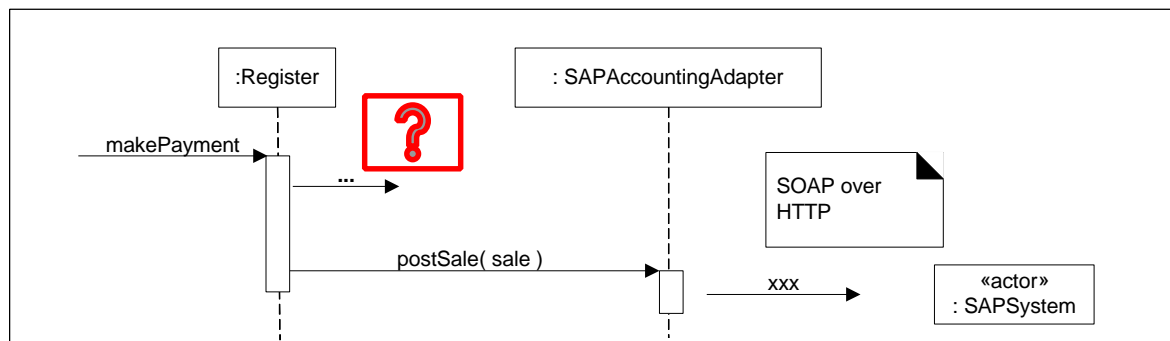 :Register
: SAPAccountingAdapter
?
makePayment
...
SOAP over
HTTP
postSale( sale )
xxx
«actor»
: SAPSystem